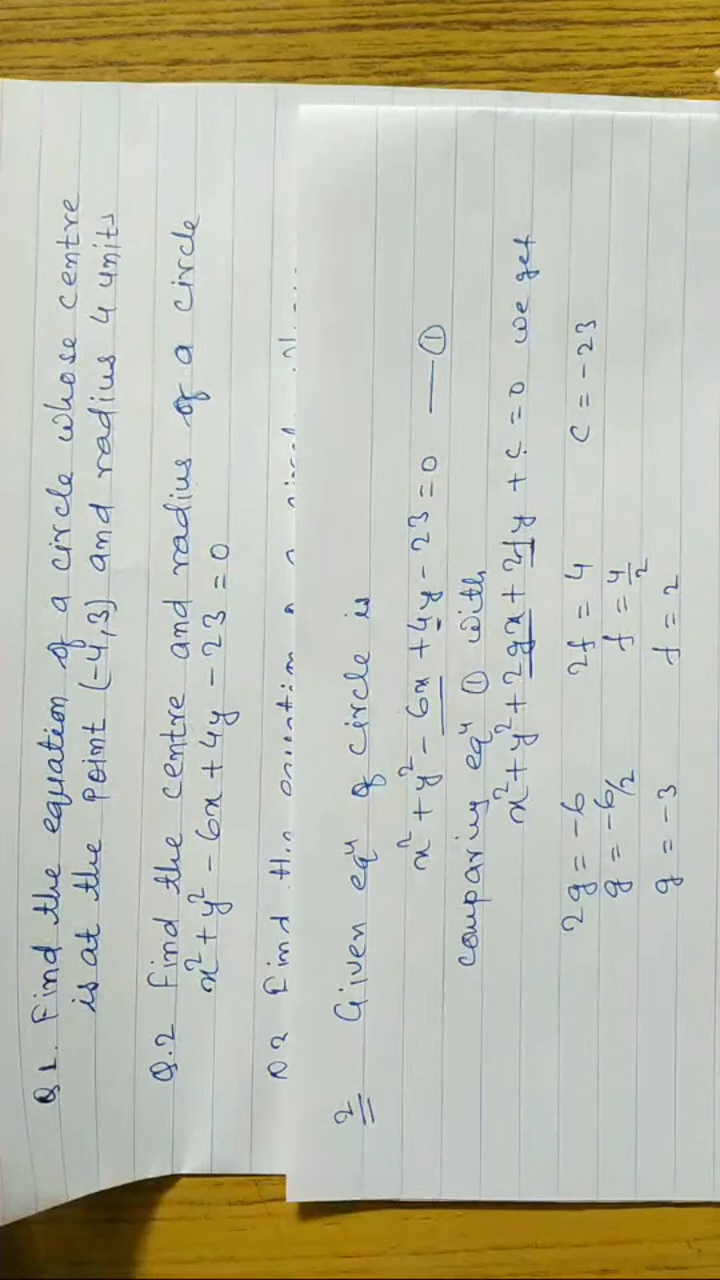 Q1. Find the equation of a circle whose centre
is at the point (-4,3) and radius 4 units
Q.2 Find the centre and radius of a circle
x²+y² - 6x + 4y - 23 = 0
Find the equation
2 Given eqⁿ of circle is
x² + y² - 6x + 4y - 23 = 0 — ①
comparing eqⁿ ① with
x² + y² + 2gx + 2fy + c = 0 we get
2g = -6 2f = 4 c = -23
g = -6/2 f = 4/2
g = -3 f = 2